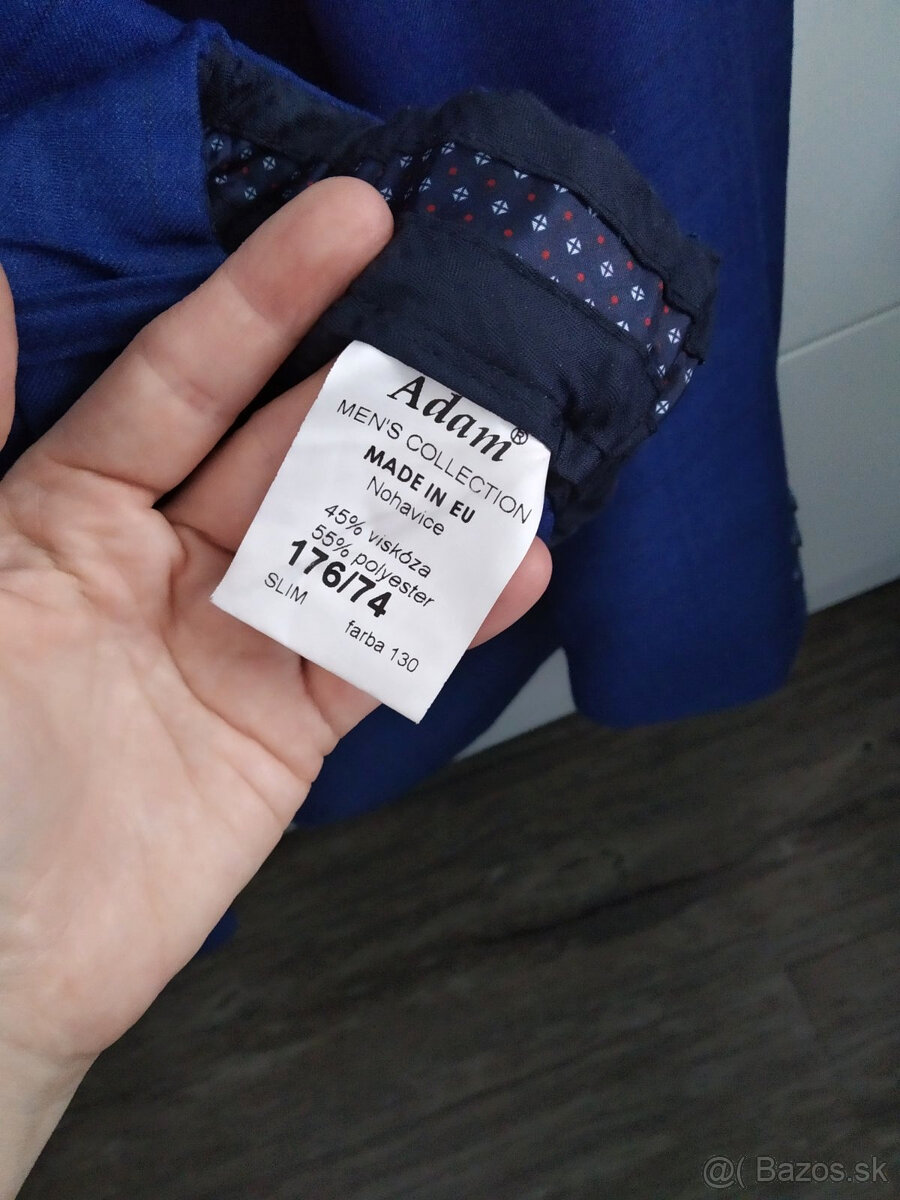 Adam®
MEN'S COLLECTION
MADE IN EU
Nohavice
45% viskóza
55% polyester
176/74
SLIM
farba 130
@( Bazos.sk